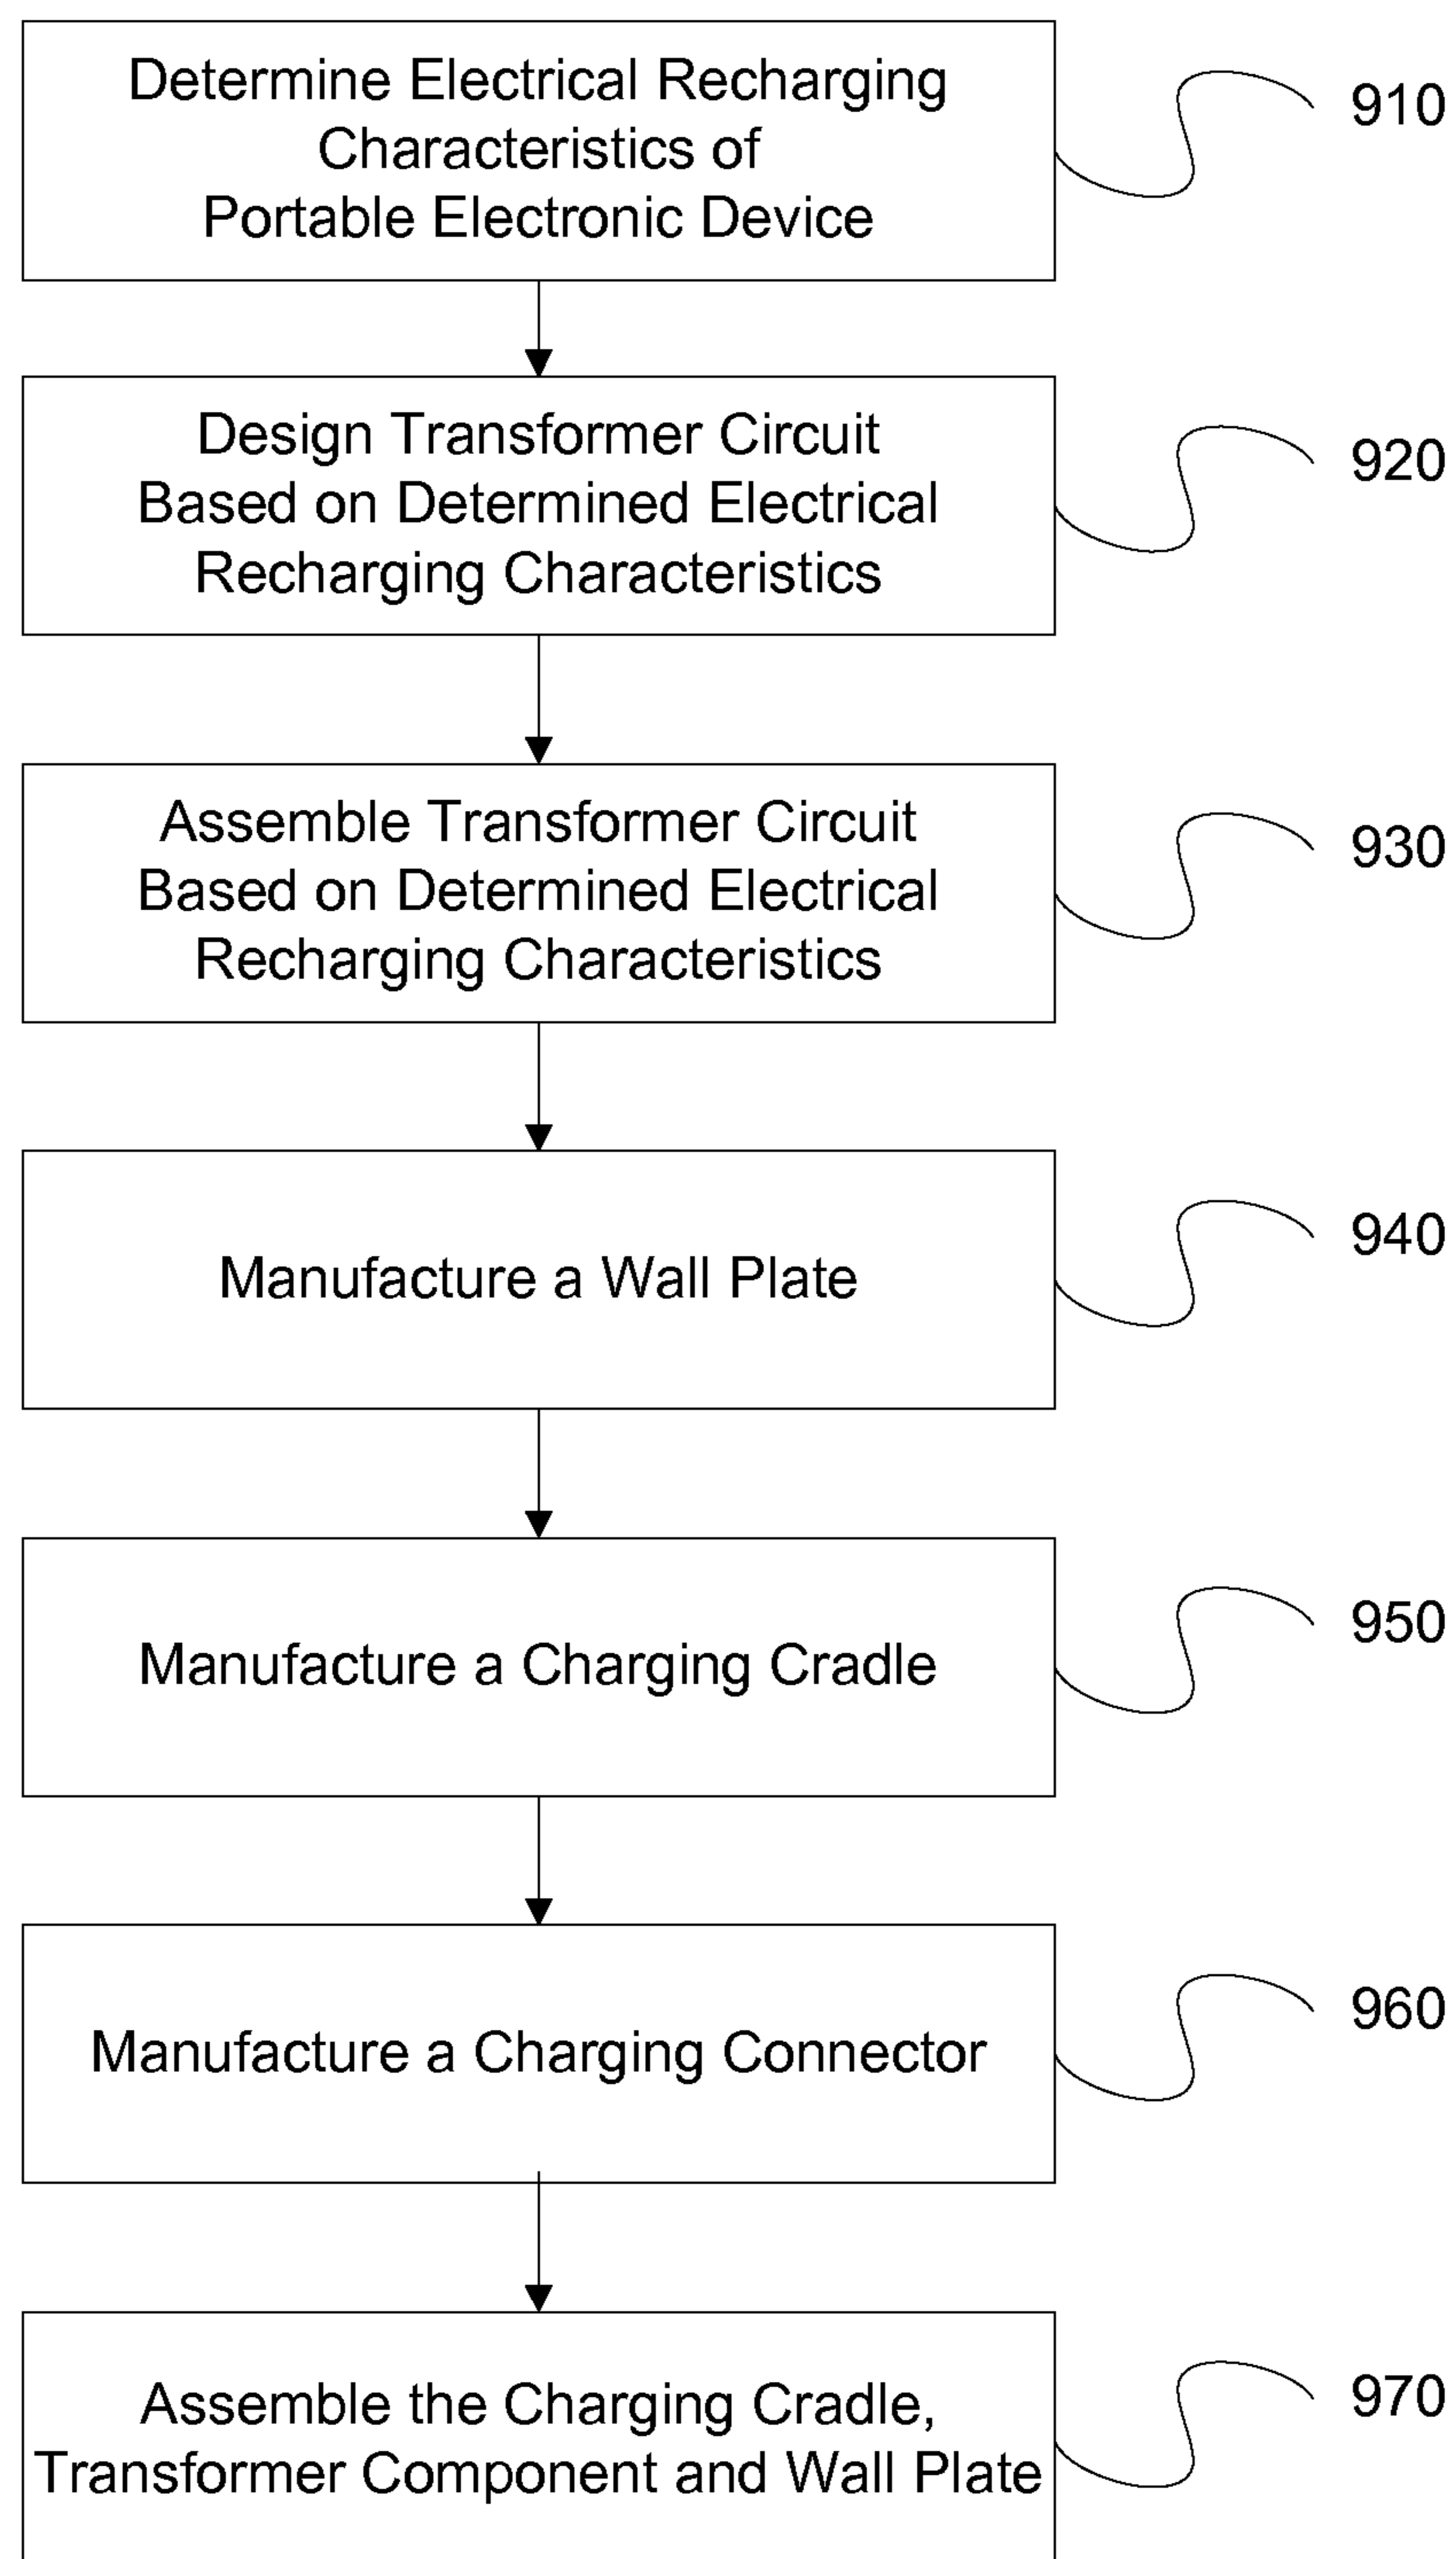 Determine Electrical Recharging
Characteristics of
Portable Electronic Device
910
Design Transformer Circuit
Based on Determined Electrical
Recharging Characteristics
920
Assemble Transformer Circuit
Based on Determined Electrical
Recharging Characteristics
930
Manufacture a Wall Plate
940
Manufacture a Charging Cradle
950
Manufacture a Charging Connector
960
Assemble the Charging Cradle,
Transformer Component and Wall Plate
970